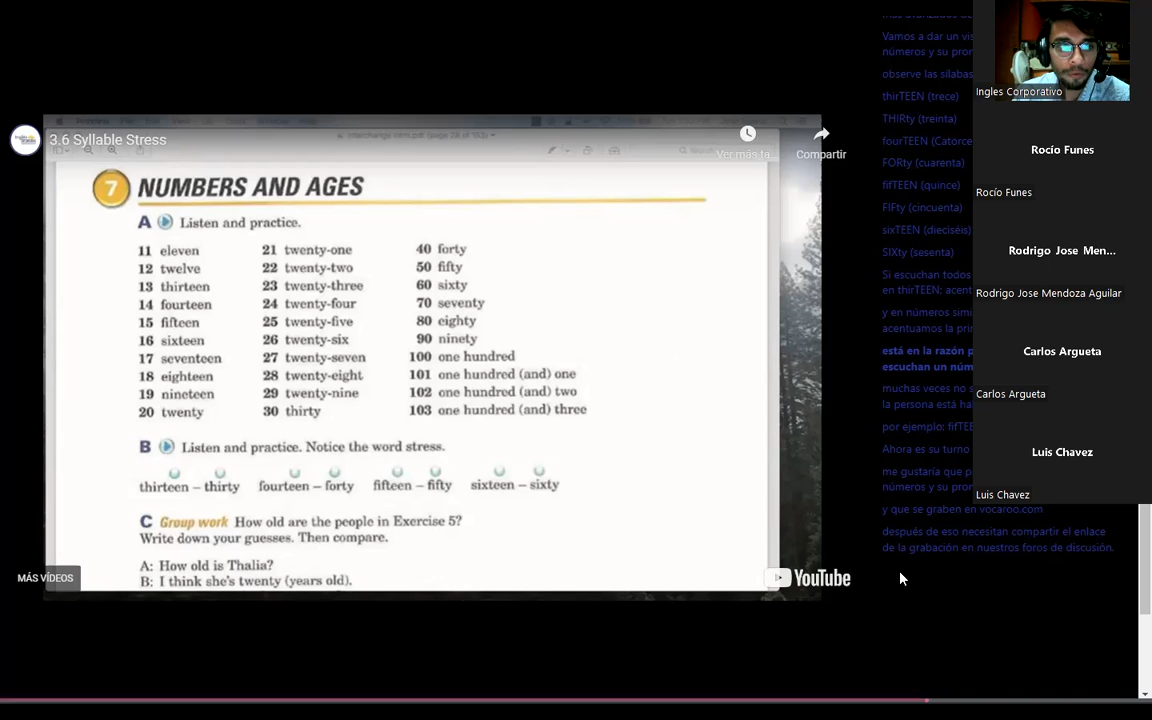 3.6 Syllable Stress
Ver más ta...
Compartir
7 NUMBERS AND AGES
A Listen and practice.
11 eleven
12 twelve
13 thirteen
14 fourteen
15 fifteen
16 sixteen
17 seventeen
18 eighteen
19 nineteen
20 twenty
21 twenty-one
22 twenty-two
23 twenty-three
24 twenty-four
25 twenty-five
26 twenty-six
27 twenty-seven
28 twenty-eight
29 twenty-nine
30 thirty
40 forty
50 fifty
60 sixty
70 seventy
80 eighty
90 ninety
100 one hundred
101 one hundred (and) one
102 one hundred (and) two
103 one hundred (and) three
B Listen and practice. Notice the word stress.
thirteen – thirty fourteen – forty fifteen – fifty sixteen – sixty
C Group work How old are the people in Exercise 5?
Write down your guesses. Then compare.
A: How old is Thalia?
B: I think she's twenty (years old).
MÁS VÍDEOS
YouTube
Vamos a dar un vis
números y su pron
observe las silabas
thirTEEN (trece)
THIRty (treinta)
fourTEEN (Catorce
FORty (cuarenta)
fifTEEN (quince)
FIFty (cincuenta)
sixTEEN (dieciséis)
SIXty (sesenta)
Si escuchan todos
en thirTEEN; acent
y en números simi
acentuamos la prin
está en la razón p
escuchan un núm
muchas veces no s
la persona está ha
por ejemplo: fifTEE
Ahora es su turno
me gustaría que p
números y su pron
y que se graben en vocaroo.com
después de eso necesitan compartir el enlace
de la grabación en nuestros foros de discusión.
Ingles Corporativo
Rocío Funes
Rocío Funes
Rodrigo Jose Men...
Rodrigo Jose Mendoza Aguilar
Carlos Argueta
Carlos Argueta
Luis Chavez
Luis Chavez